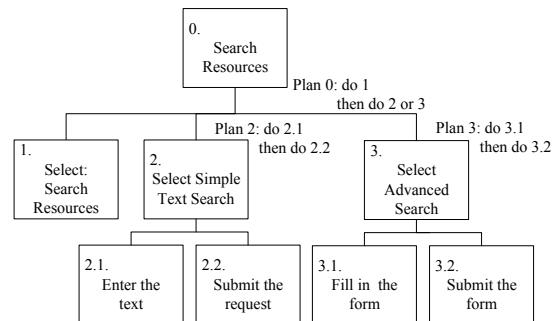 0.
Search
Resources
Plan 0: do 1
then do 2 or 3
1.
Select:
Search
Resources
Plan 2: do 2.1
then do 2.2
2.
Select Simple
Text Search
Plan 3: do 3.1
then do 3.2
3.
Select
Advanced
Search
2.1.
Enter the
text
2.2.
Submit the
request
3.1.
Fill in the
form
3.2.
Submit the
form